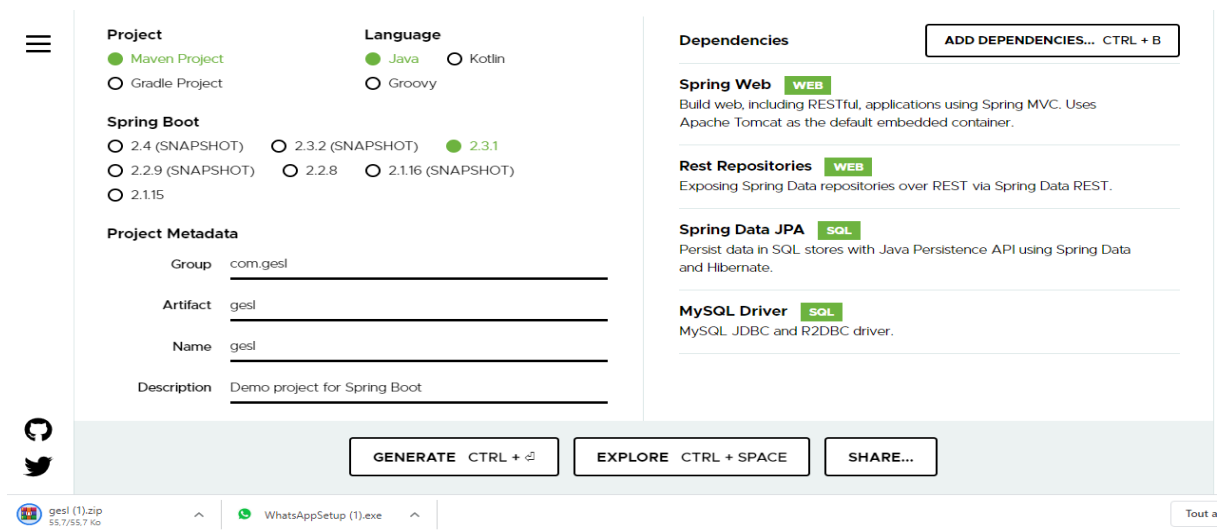 Project
Language
Maven Project
Java
Kotlin
Gradle Project
Groovy
Spring Boot
2.4 (SNAPSHOT)
2.3.2 (SNAPSHOT)
2.3.1
2.2.9 (SNAPSHOT)
2.2.8
2.1.16 (SNAPSHOT)
2.1.15
Project Metadata
Group com.gesl
Artifact gesl
Name gesl
Description Demo project for Spring Boot
Dependencies
ADD DEPENDENCIES... CTRL + B
Spring Web WEB
Build web, including RESTful, applications using Spring MVC. Uses
Apache Tomcat as the default embedded container.
Rest Repositories WEB
Exposing Spring Data repositories over REST via Spring Data REST.
Spring Data JPA SQL
Persist data in SQL stores with Java Persistence API using Spring Data
and Hibernate.
MySQL Driver SQL
MySQL JDBC and R2DBC driver.
GENERATE CTRL + ⏎
EXPLORE CTRL + SPACE
SHARE...
gesl (1).zip
55,7/55,7 Ko
WhatsAppSetup (1).exe
Tout a